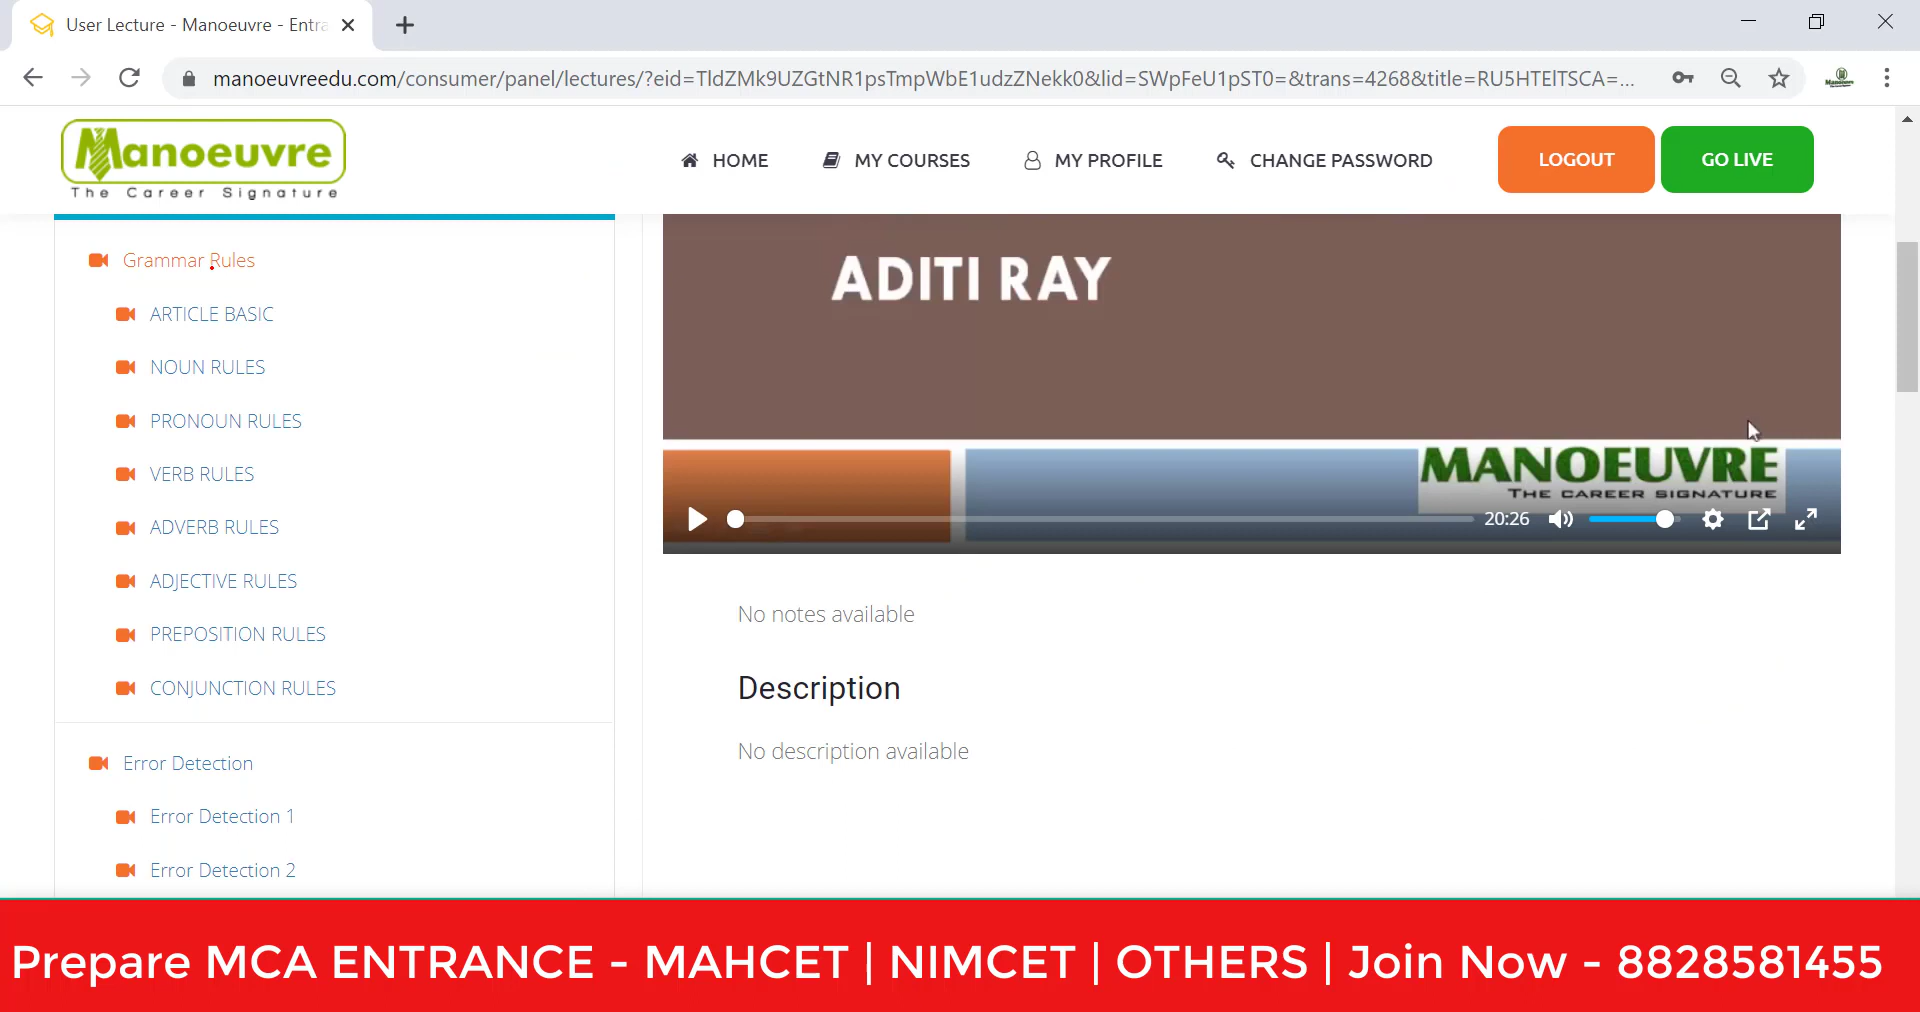 User Lecture - Manoeuvre - Entra
manoeuvreedu.com/consumer/panel/lectures/?eid=TldZMk9UZGtNR1psTmpWbE1udzZNekk0&lid=SWpFeU1pST0=&trans=4268&title=RU5HTElTSCA=...
Manoeuvre
The Career Signature
HOME
MY COURSES
MY PROFILE
CHANGE PASSWORD
LOGOUT
GO LIVE
Grammar Rules
ARTICLE BASIC
NOUN RULES
PRONOUN RULES
VERB RULES
ADVERB RULES
ADJECTIVE RULES
PREPOSITION RULES
CONJUNCTION RULES
Error Detection
Error Detection 1
Error Detection 2
ADITI RAY
MANOEUVRE
THE CAREER SIGNATURE
20:26
No notes available
Description
No description available
Prepare MCA ENTRANCE - MAHCET | NIMCET | OTHERS | Join Now - 8828581455